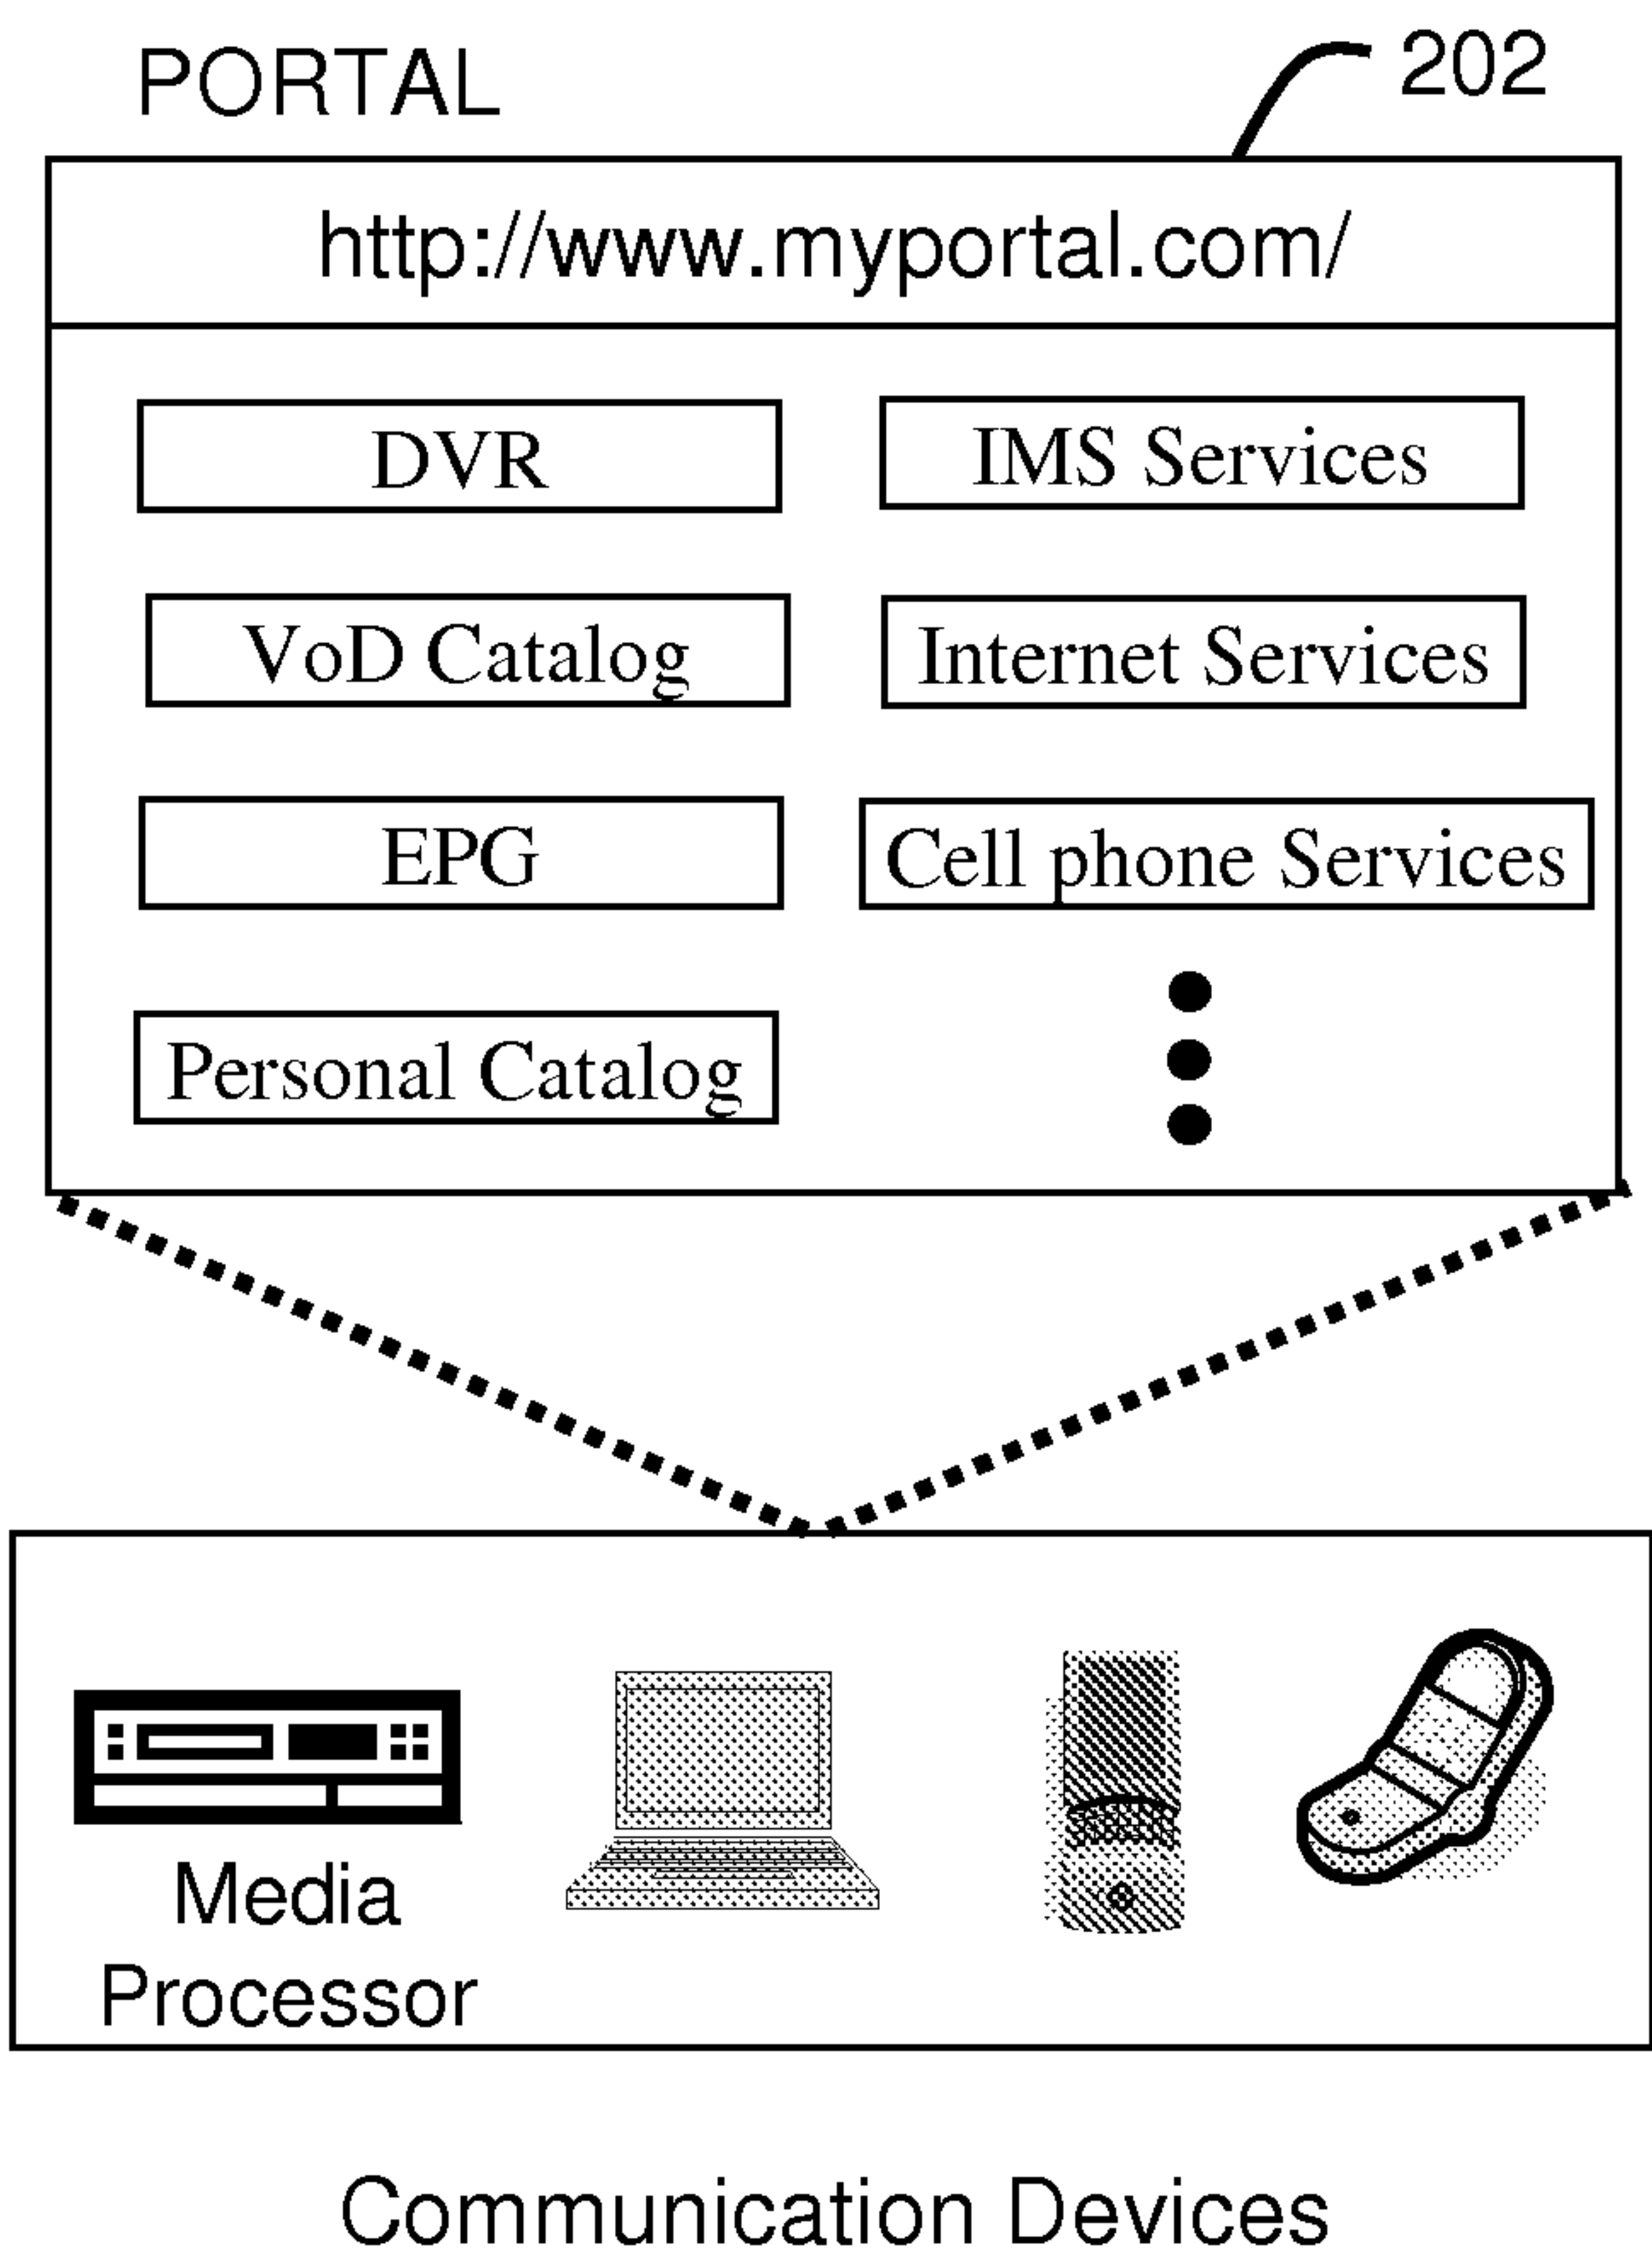 PORTAL
202
http://www.myportal.com/
DVR
IMS Services
VoD Catalog
Internet Services
EPG
Cell phone Services
Personal Catalog
Media
Processor
Communication Devices